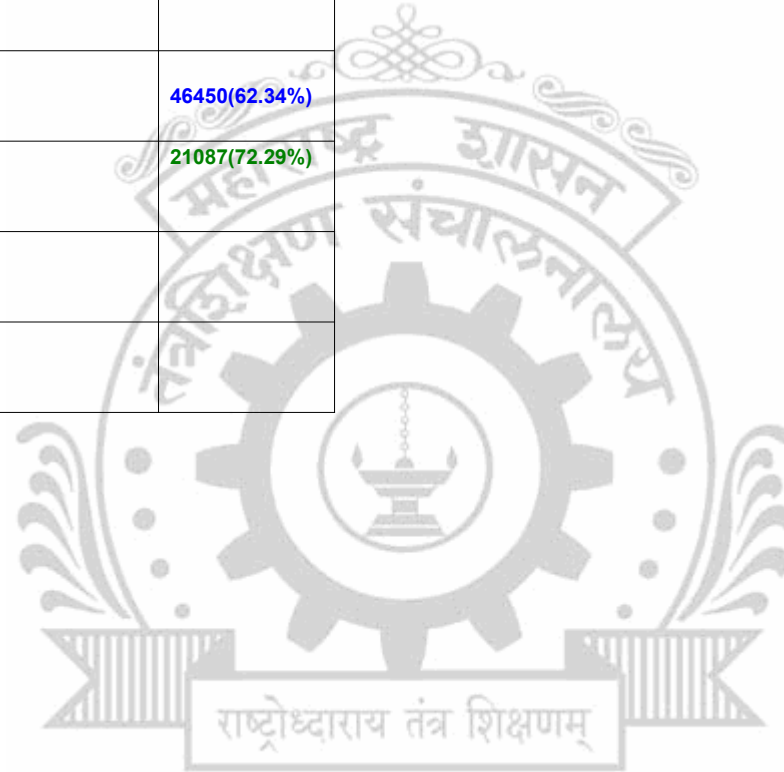 46450(62.34%)
21087(72.29%)
महाराष्ट्र शासन
तंत्रशिक्षण संचालनालय
राष्ट्रोध्दाराय तंत्र शिक्षणम्